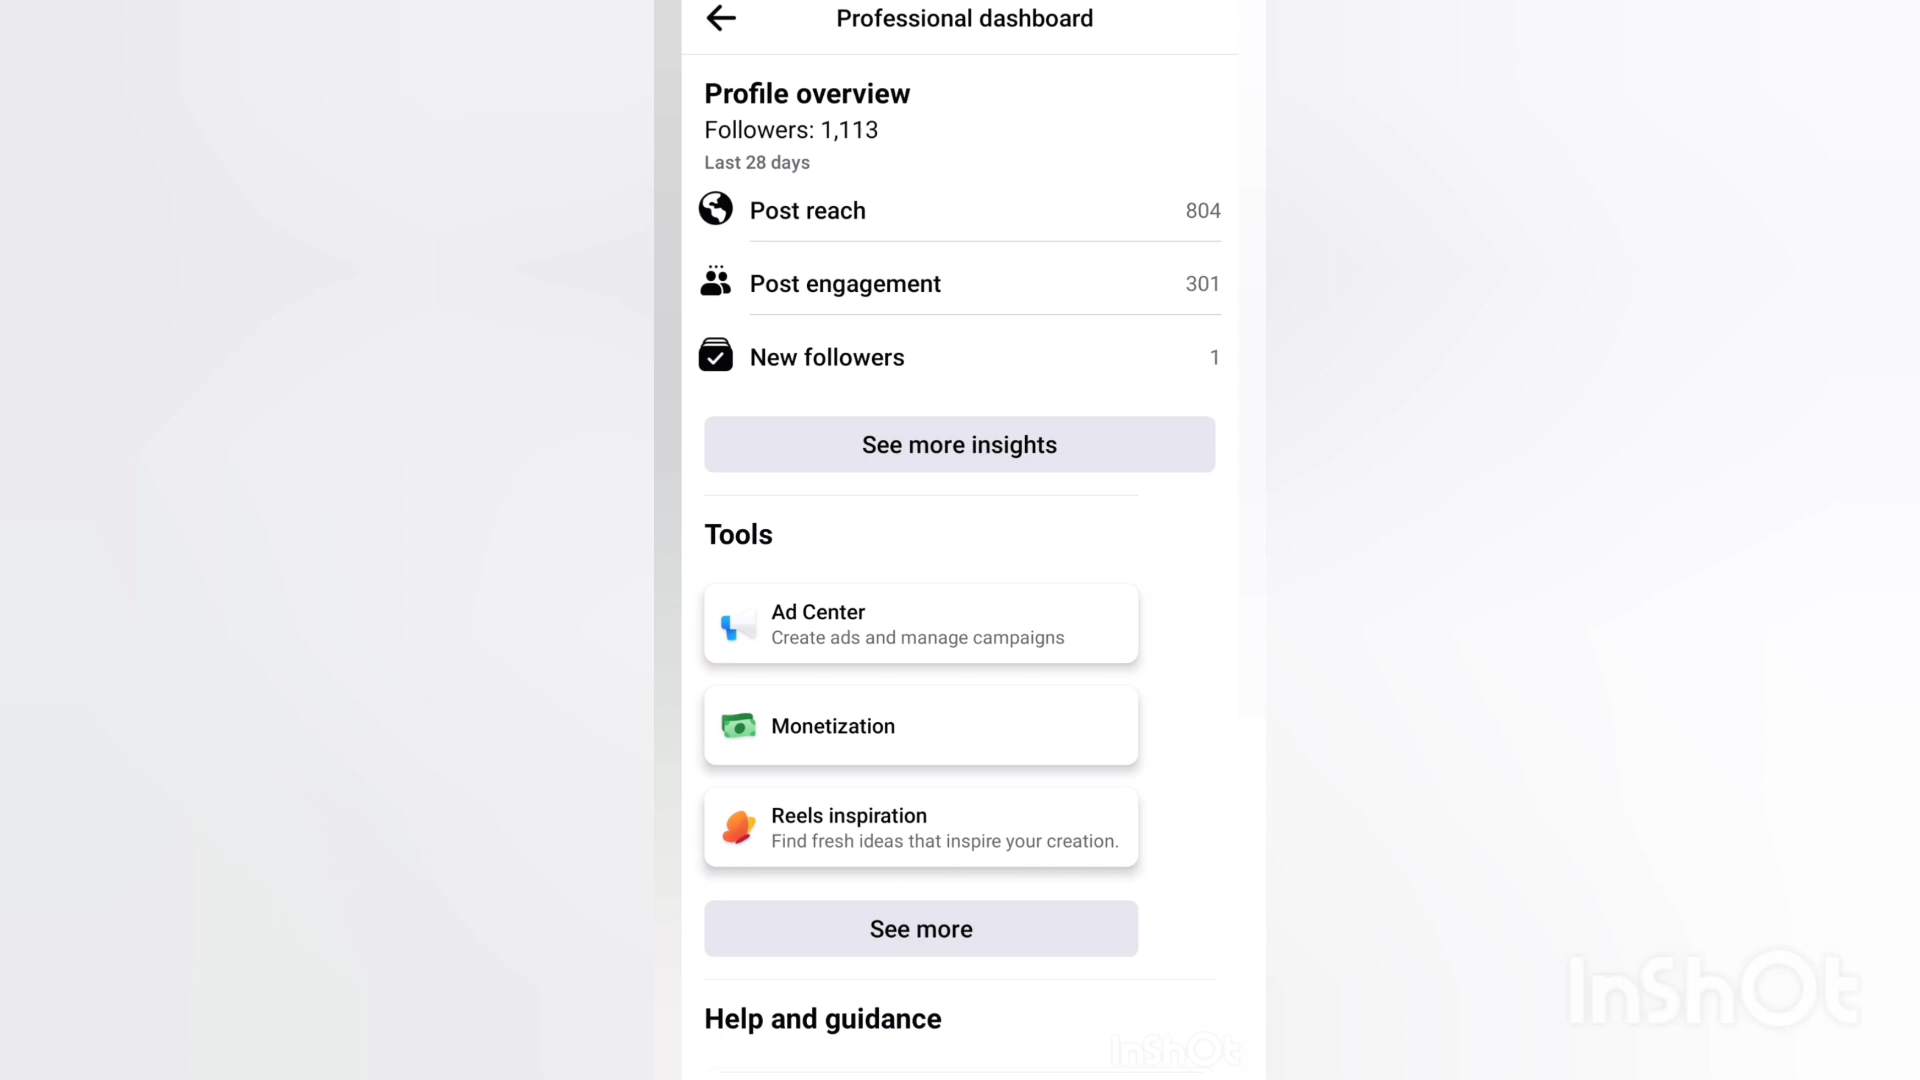 Professional dashboard
Profile overview
Followers: 1,113
Last 28 days
Post reach 804
Post engagement 301
New followers 1
See more insights
Tools
Ad Center
Create ads and manage campaigns
Monetization
Reels inspiration
Find fresh ideas that inspire your creation.
See more
Help and guidance
InShOt
InShOt